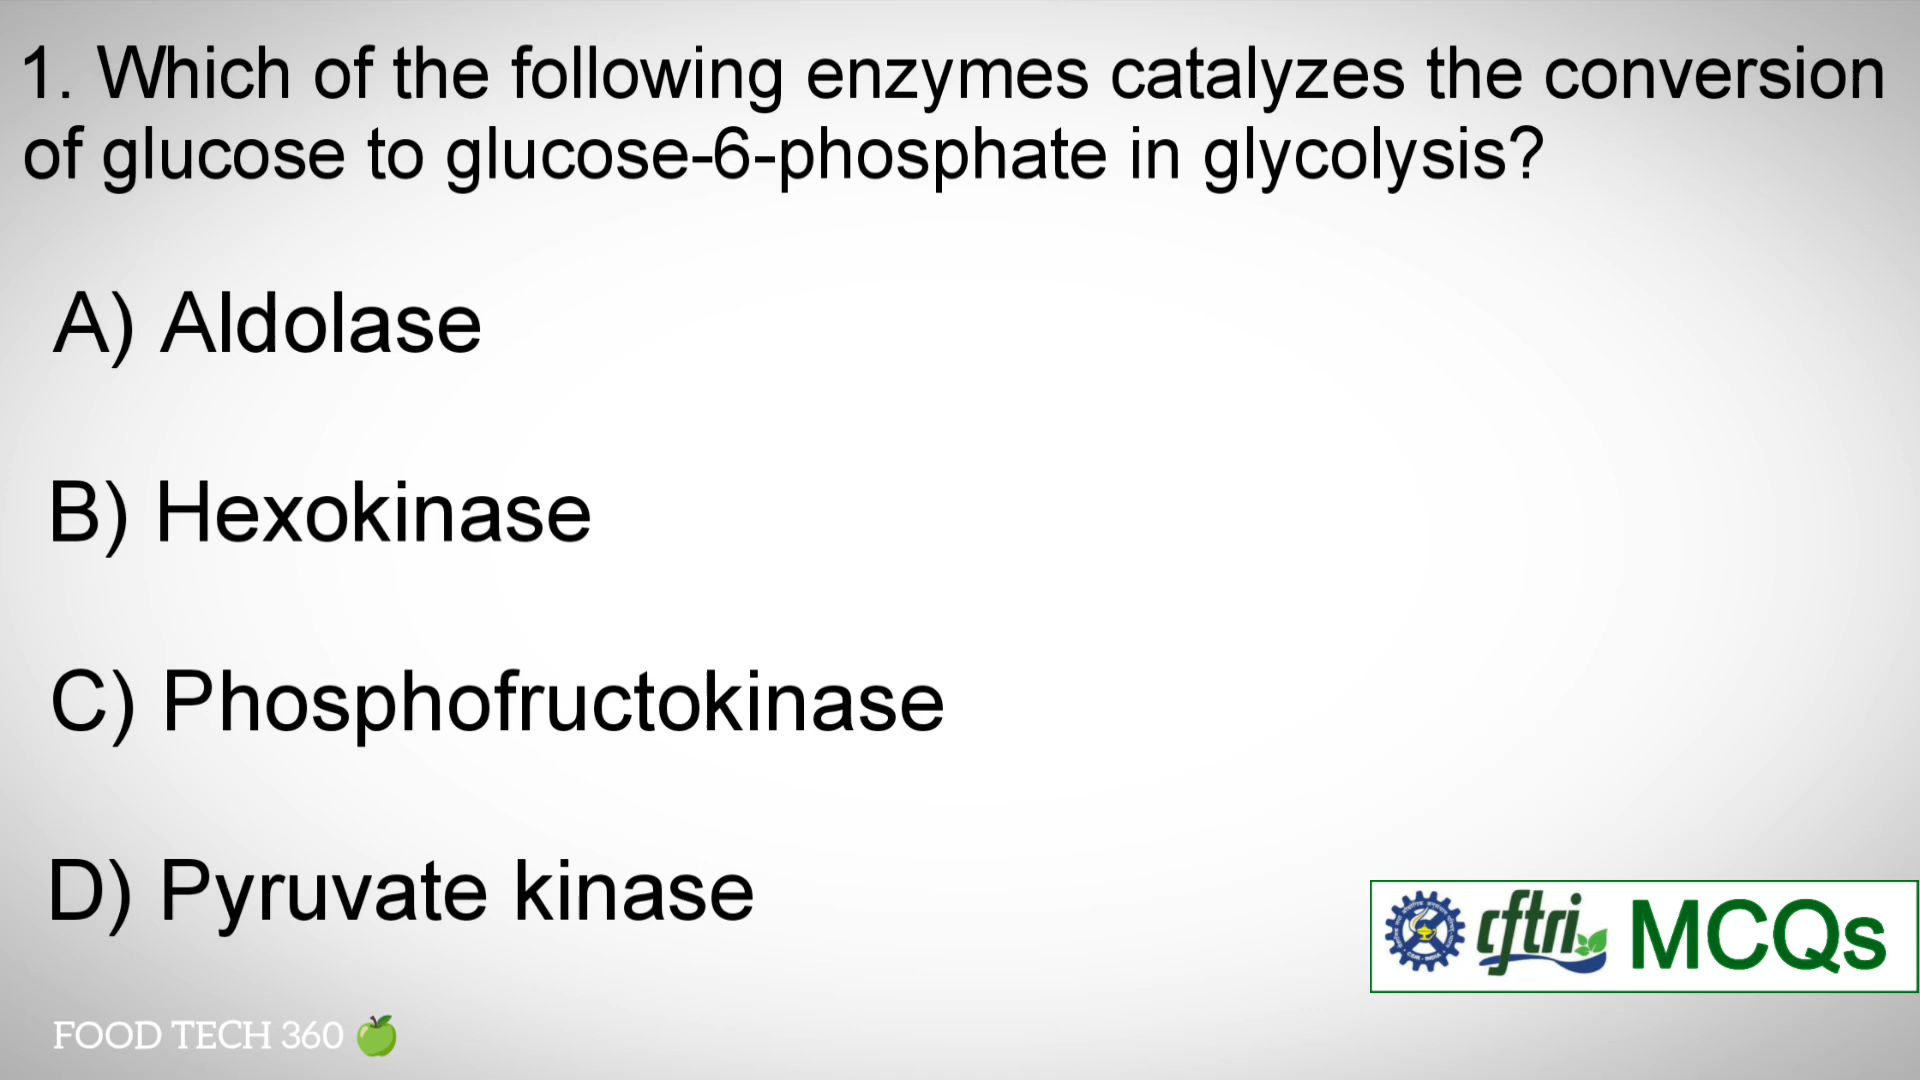 1. Which of the following enzymes catalyzes the conversion
of glucose to glucose-6-phosphate in glycolysis?
A) Aldolase
B) Hexokinase
C) Phosphofructokinase
D) Pyruvate kinase
cftri MCQs
FOOD TECH 360